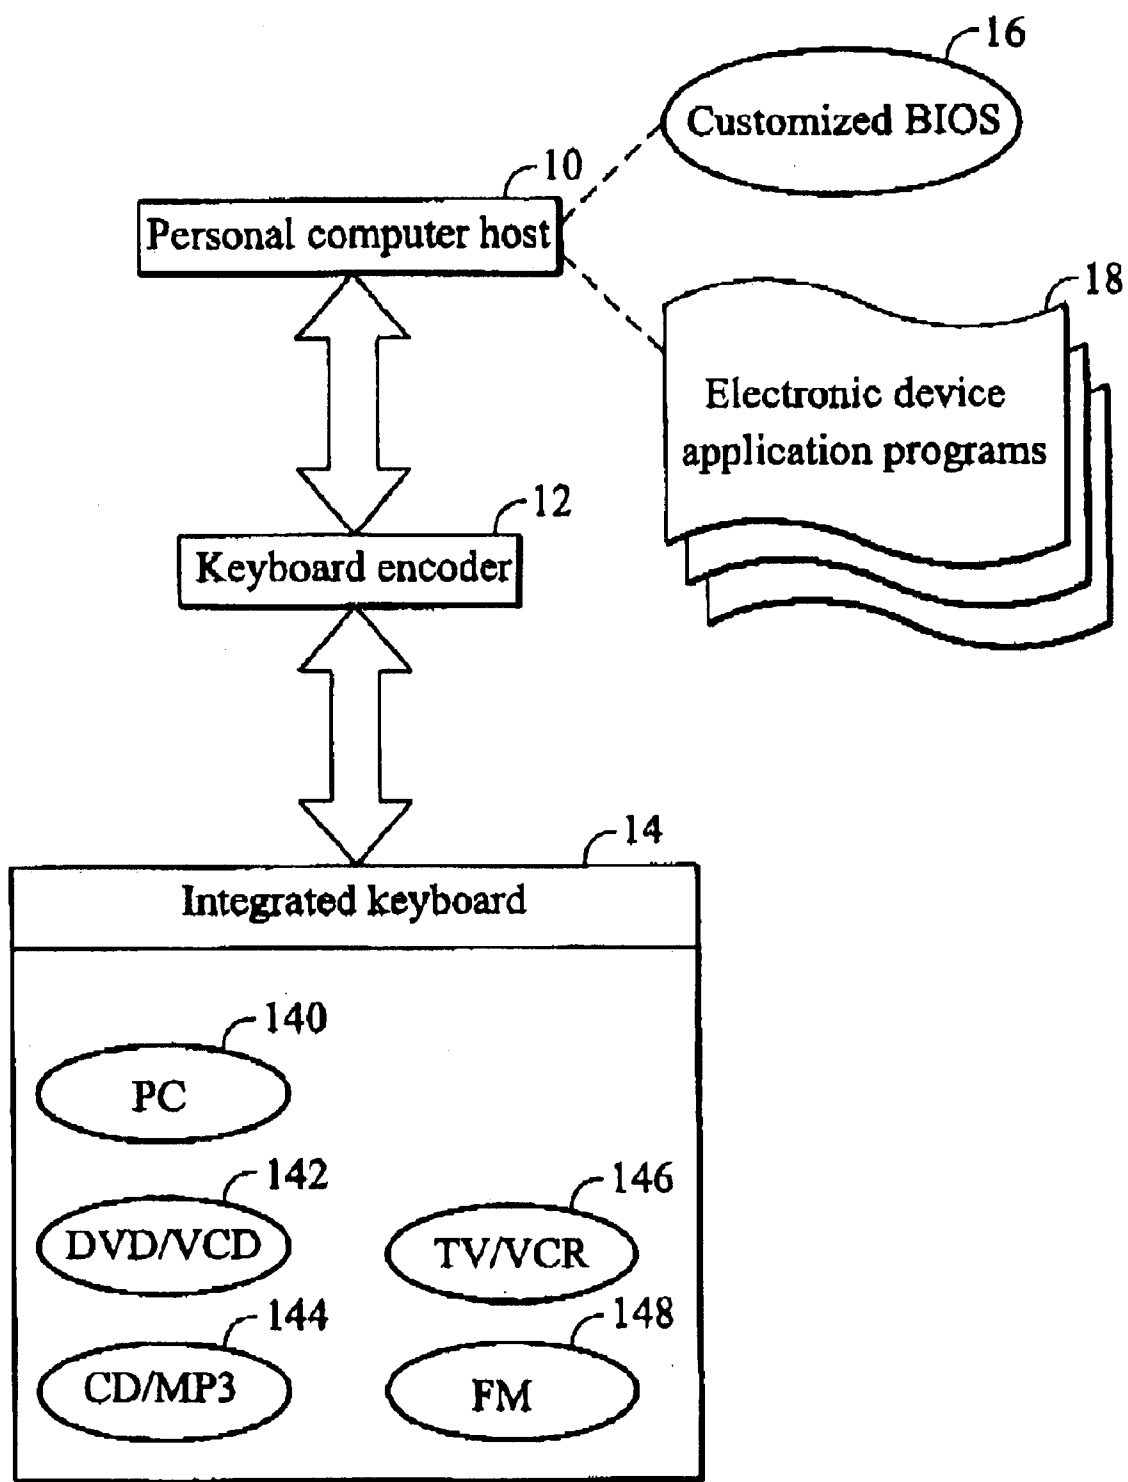 16
Customized BIOS
10
Personal computer host
18
Electronic device
application programs
12
Keyboard encoder
14
Integrated keyboard
140
PC
142
DVD/VCD
146
TV/VCR
144
CD/MP3
148
FM